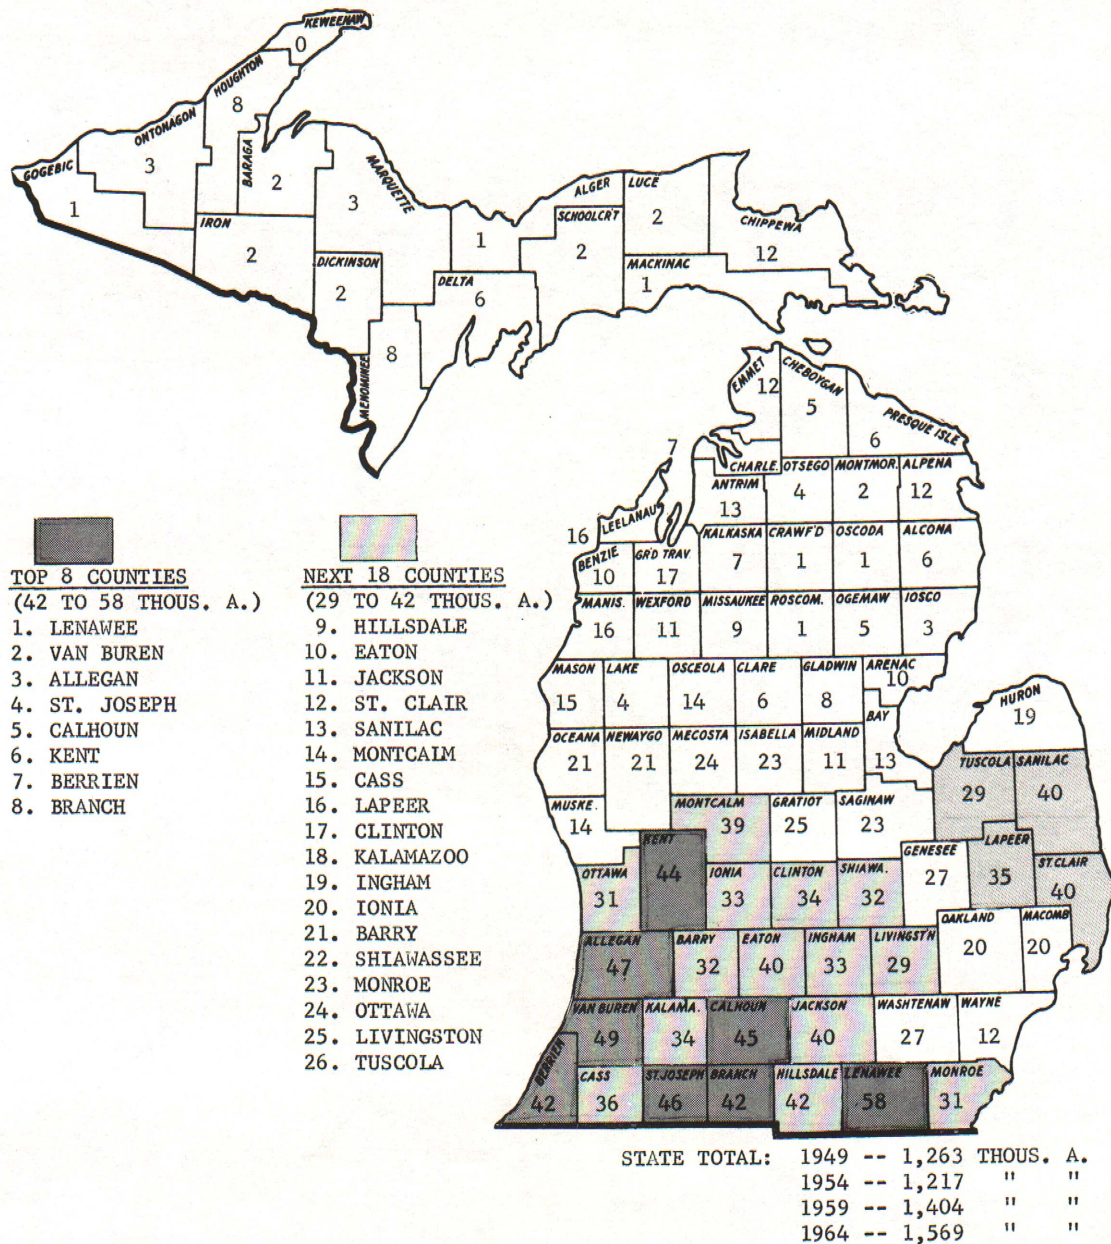 KEWEENAW
0
HOUGHTON
8
ONTONAGON
3
GOGEBIC
1
BARAGA
2
MARQUETTE
3
IRON
2
DICKINSON
2
MENOMINEE
8
DELTA
6
ALGER
1
SCHOOLCR'T
2
LUCE
2
CHIPPEWA
12
MACKINAC
1
EMMET
12
CHEBOYGAN
5
PRESQUE ISLE
6
7
CHARLE.
OTSEGO
4
MONTMOR.
2
ALPENA
12
ANTRIM
13
16
LEELANAU
KALKASKA
7
CRAWF'D
1
OSCODA
1
ALCONA
6
BENZIE
10
GR'D TRAV
17
MANIS.
16
WEXFORD
11
MISSAUKEE
9
ROSCOM.
1
OGEMAW
5
IOSCO
3
MASON
15
LAKE
4
OSCEOLA
14
CLARE
6
GLADWIN
8
ARENAC
10
HURON
19
OCEANA
21
NEWAYGO
21
MECOSTA
24
ISABELLA
23
MIDLAND
11
BAY
13
TUSCOLA
29
SANILAC
40
MUSKE.
14
MONTCALM
39
GRATIOT
25
SAGINAW
23
KENT
44
GENESEE
27
LAPEER
35
ST.CLAIR
40
OTTAWA
31
IONIA
33
CLINTON
34
SHIAWA.
32
OAKLAND
20
MACOMB
20
ALLEGAN
47
BARRY
32
EATON
40
INGHAM
33
LIVINGST'N
29
VAN BUREN
49
KALAMA.
34
CALHOUN
45
JACKSON
40
WASHTENAW
27
WAYNE
12
BERRIEN
42
CASS
36
ST.JOSEPH
46
BRANCH
42
HILLSDALE
42
LENAWEE
58
MONROE
31
TOP 8 COUNTIES
(42 TO 58 THOUS. A.)
1. LENAWEE
2. VAN BUREN
3. ALLEGAN
4. ST. JOSEPH
5. CALHOUN
6. KENT
7. BERRIEN
8. BRANCH
NEXT 18 COUNTIES
(29 TO 42 THOUS. A.)
9. HILLSDALE
10. EATON
11. JACKSON
12. ST. CLAIR
13. SANILAC
14. MONTCALM
15. CASS
16. LAPEER
17. CLINTON
18. KALAMAZOO
19. INGHAM
20. IONIA
21. BARRY
22. SHIAWASSEE
23. MONROE
24. OTTAWA
25. LIVINGSTON
26. TUSCOLA
STATE TOTAL: 1949 -- 1,263 THOUS. A.
1954 -- 1,217 " "
1959 -- 1,404 " "
1964 -- 1,569 " "